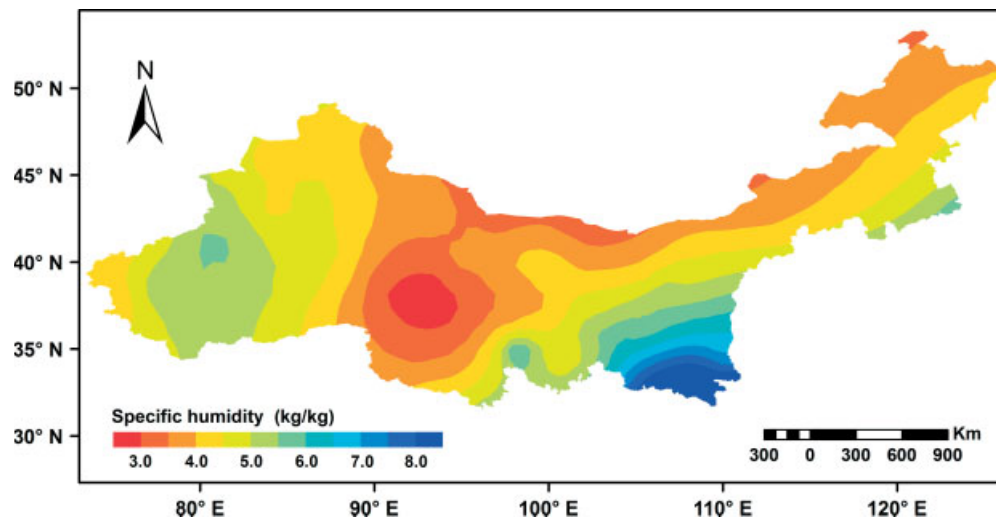 N
50° N
45° N
40° N
35° N
30° N
Specific humidity (kg/kg)
3.0 4.0 5.0 6.0 7.0 8.0
Km
300 0 300 600 900
80° E 90° E 100° E 110° E 120° E